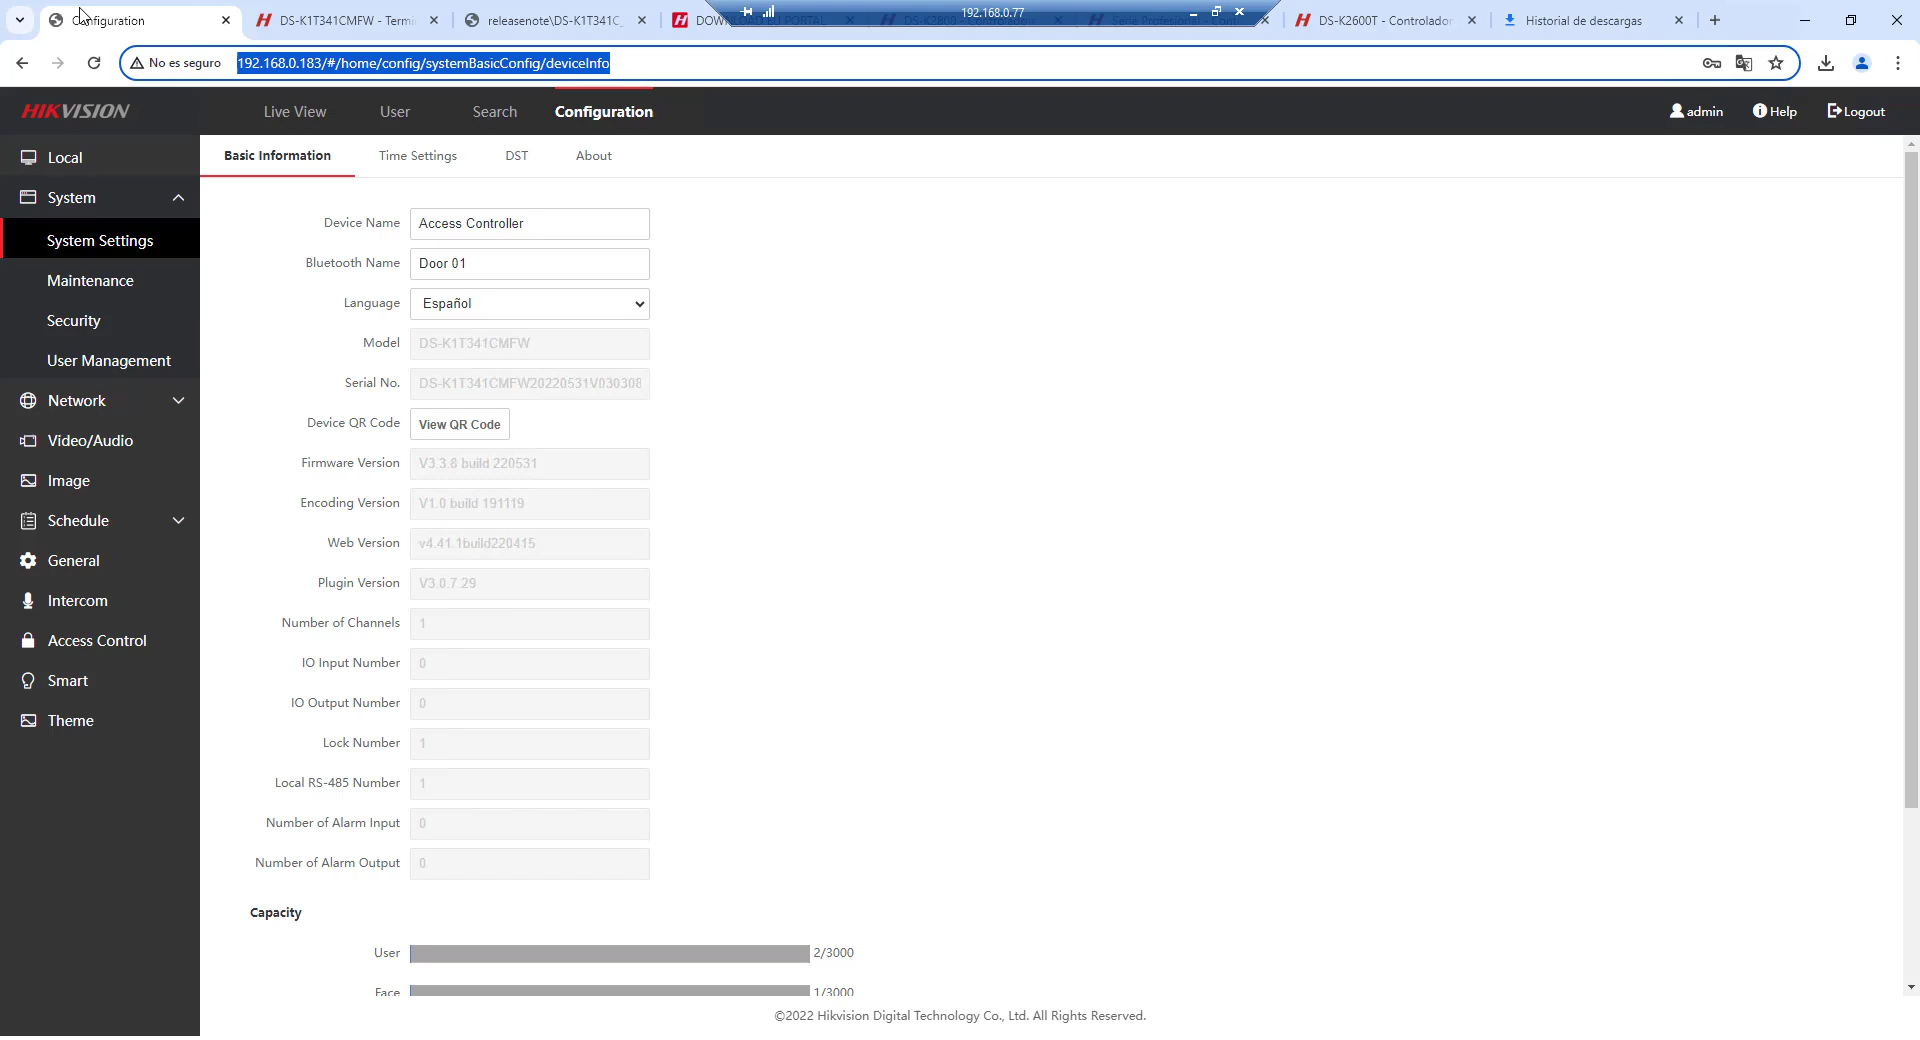 Configuration
DS-K1T341CMFW - Termi
releasenote\DS-K1T341C_
DOWNLOAD EU PORTAL
192.168.0.77
DS-K2600T - Controlador
Historial de descargas
No es seguro
192.168.0.183/#/home/config/systemBasicConfig/deviceInfo
HIKVISION
Live View
User
Search
Configuration
admin
Help
Logout
Local
System
System Settings
Maintenance
Security
User Management
Network
Video/Audio
Image
Schedule
General
Intercom
Access Control
Smart
Theme
Basic Information
Time Settings
DST
About
Device Name Access Controller
Bluetooth Name Door 01
Language Español
Model DS-K1T341CMFW
Serial No. DS-K1T341CMFW20220531V030308
Device QR Code View QR Code
Firmware Version V3.3.8 build 220531
Encoding Version V1.0 build 191119
Web Version v4.41.1build220415
Plugin Version V3.0.7.29
Number of Channels 1
IO Input Number 0
IO Output Number 0
Lock Number 1
Local RS-485 Number 1
Number of Alarm Input 0
Number of Alarm Output 0
Capacity
User 2/3000
Face 1/3000
©2022 Hikvision Digital Technology Co., Ltd. All Rights Reserved.